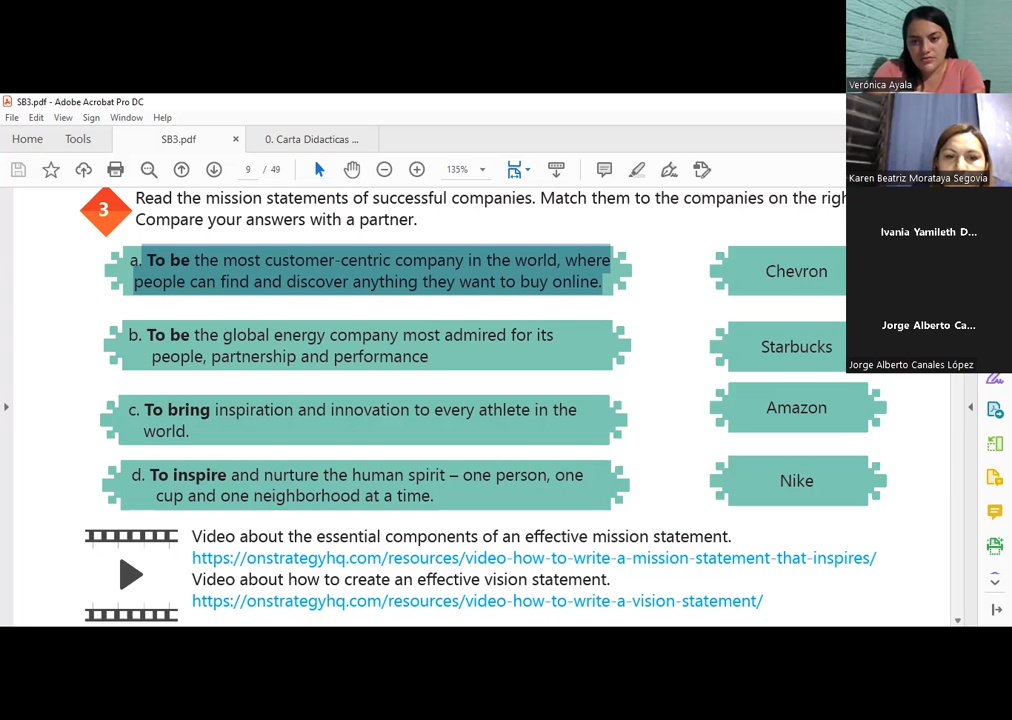 Verónica Ayala
SB3.pdf - Adobe Acrobat Pro DC
File Edit View Sign Window Help
Home Tools SB3.pdf × 0. Carta Didacticas ...
9 / 49 135%
Karen Beatriz Morataya Segovia
3 Read the mission statements of successful companies. Match them to the companies on the righ
Compare your answers with a partner.
Ivania Yamileth D...
a. To be the most customer-centric company in the world, where
people can find and discover anything they want to buy online.
Chevron
Jorge Alberto Ca...
b. To be the global energy company most admired for its
people, partnership and performance
Starbucks
Jorge Alberto Canales López
c. To bring inspiration and innovation to every athlete in the
world.
Amazon
d. To inspire and nurture the human spirit – one person, one
cup and one neighborhood at a time.
Nike
Video about the essential components of an effective mission statement.
https://onstrategyhq.com/resources/video-how-to-write-a-mission-statement-that-inspires/
Video about how to create an effective vision statement.
https://onstrategyhq.com/resources/video-how-to-write-a-vision-statement/